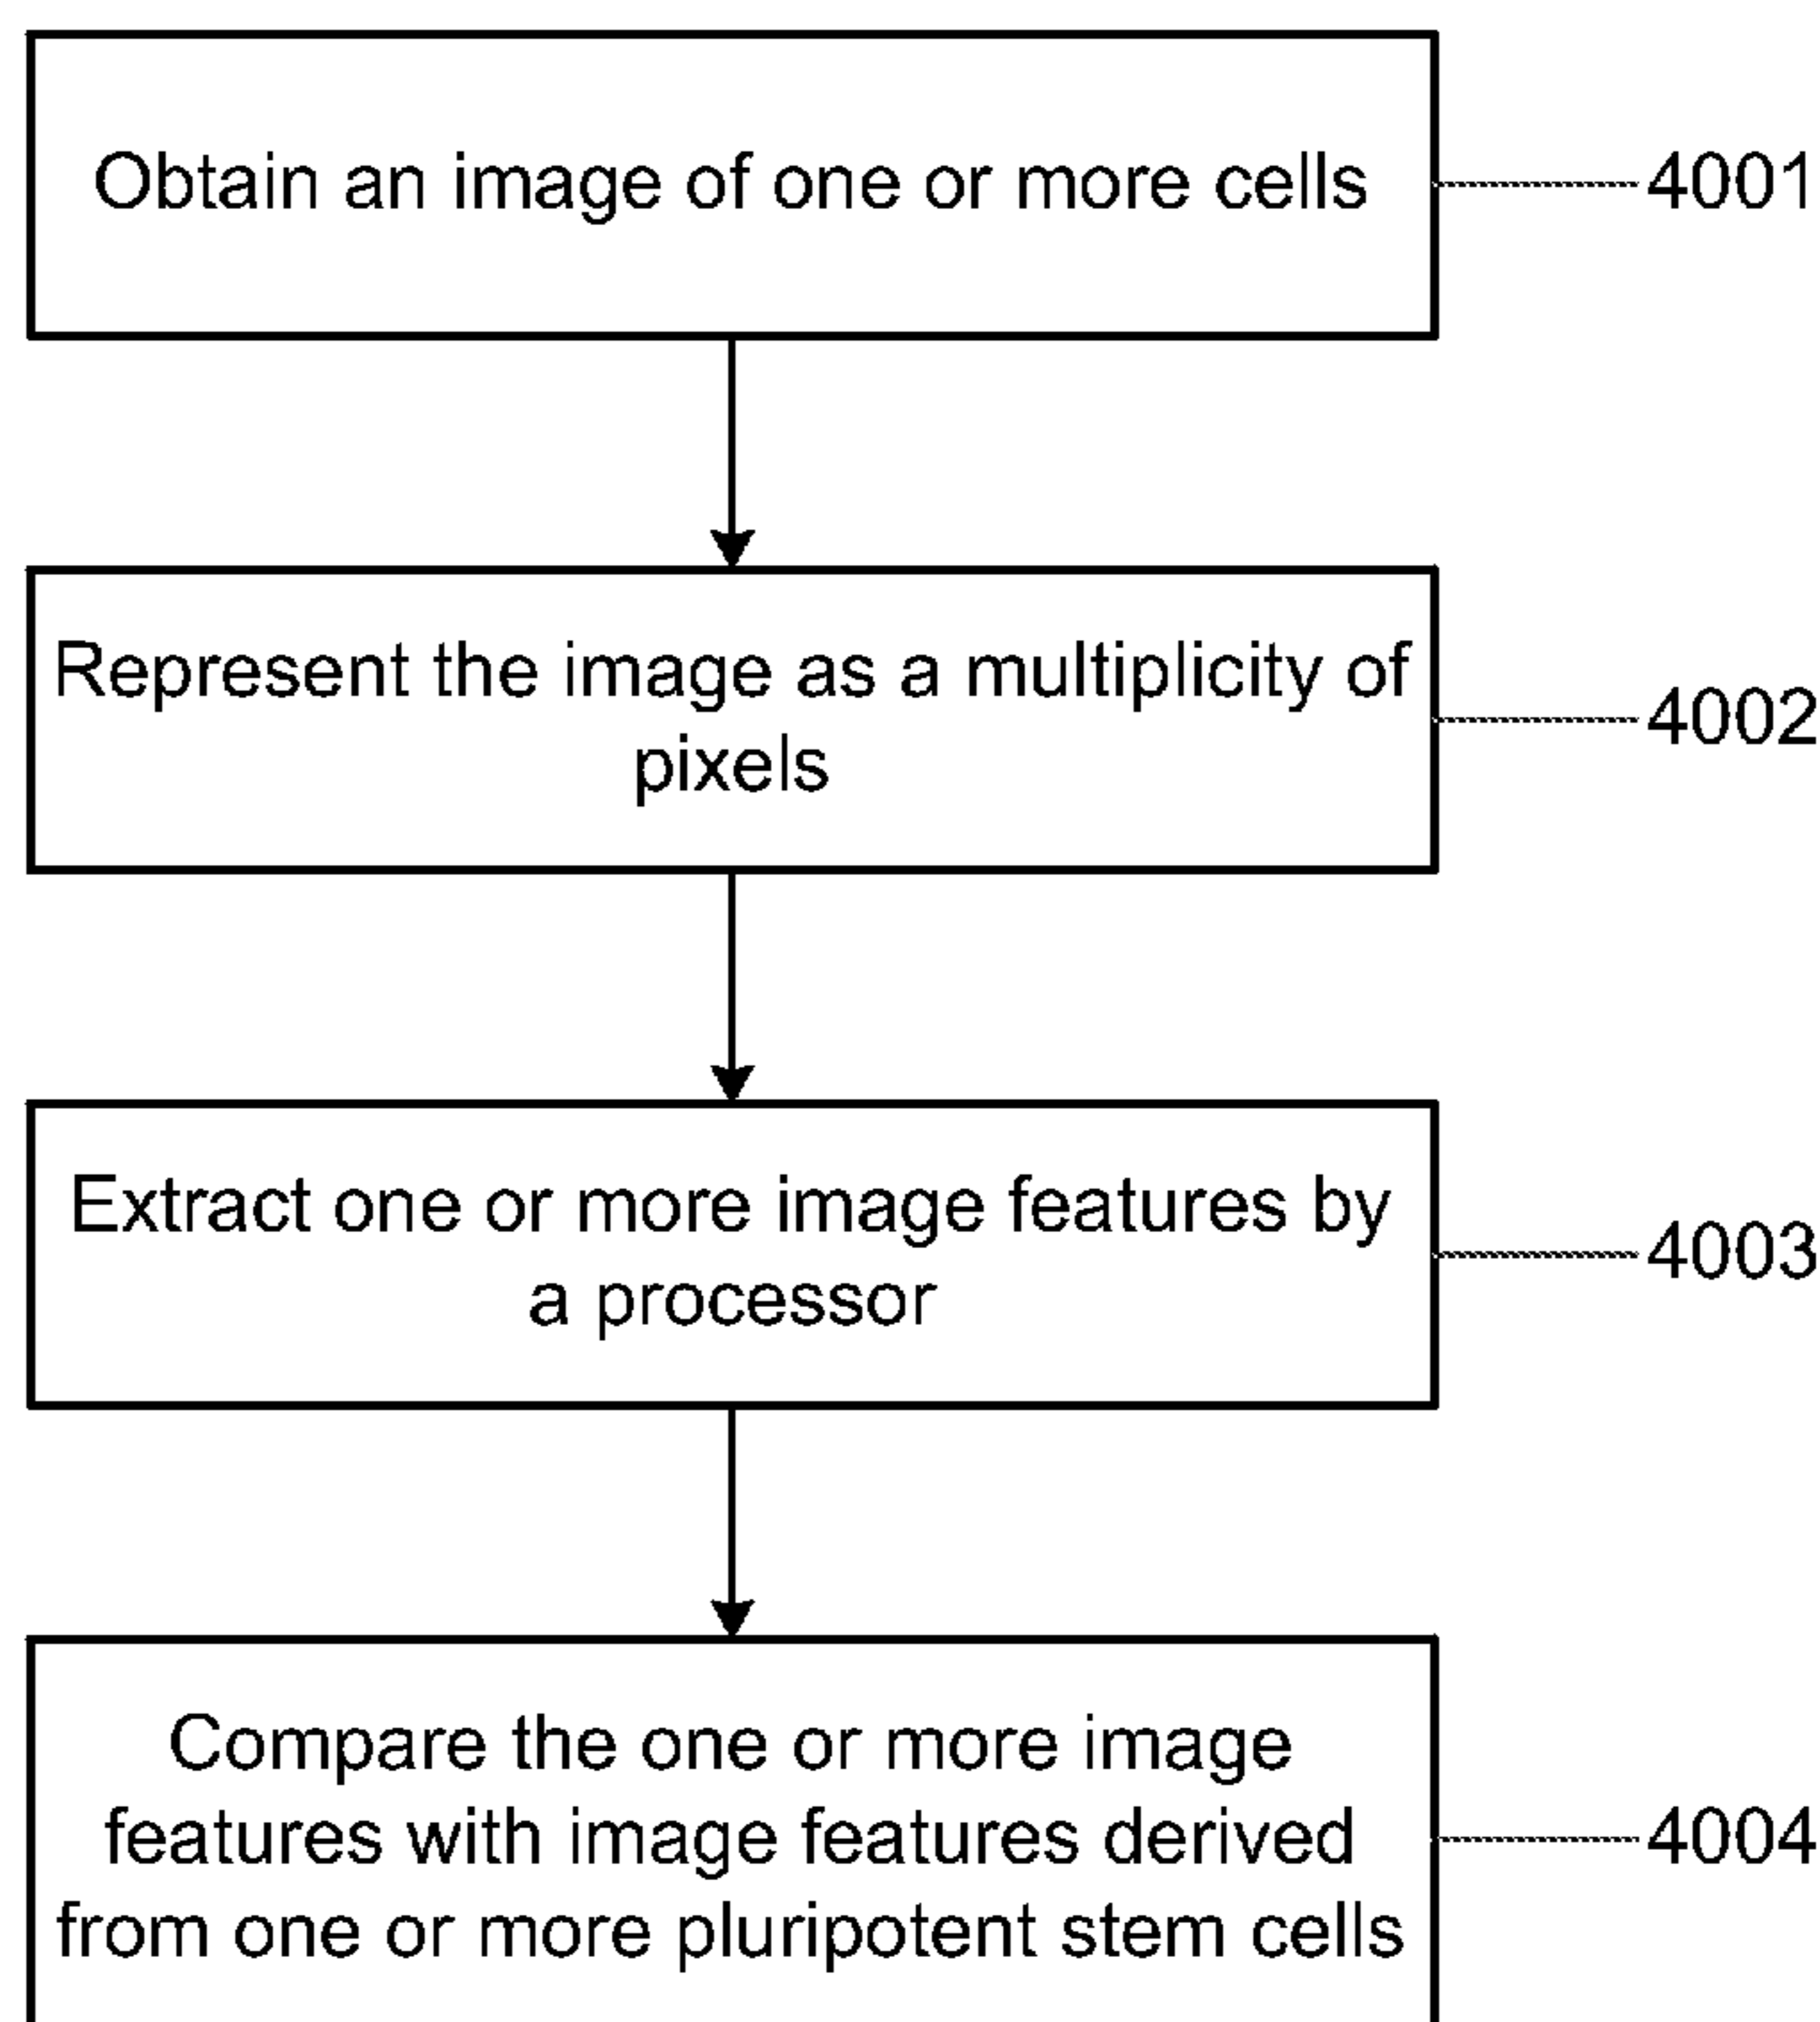 Obtain an image of one or more cells
4001
Represent the image as a multiplicity of
pixels
4002
Extract one or more image features by
a processor
4003
Compare the one or more image
features with image features derived
from one or more pluripotent stem cells
4004